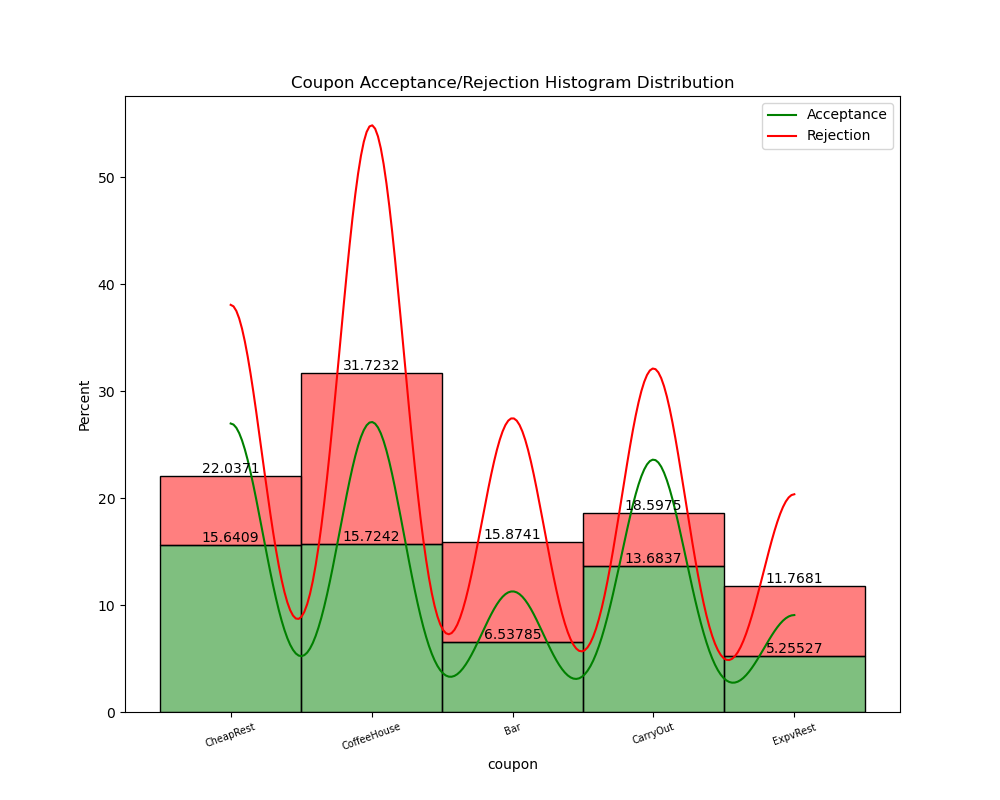 Coupon Acceptance/Rejection Histogram Distribution
Acceptance
Rejection
Percent
50
40
30
20
10
0
31.7232
22.0371
18.5975
15.6409
15.7242
15.8741
13.6837
11.7681
6.53785
5.25527
CheapRest
CoffeeHouse
Bar
CarryOut
ExpvRest
coupon